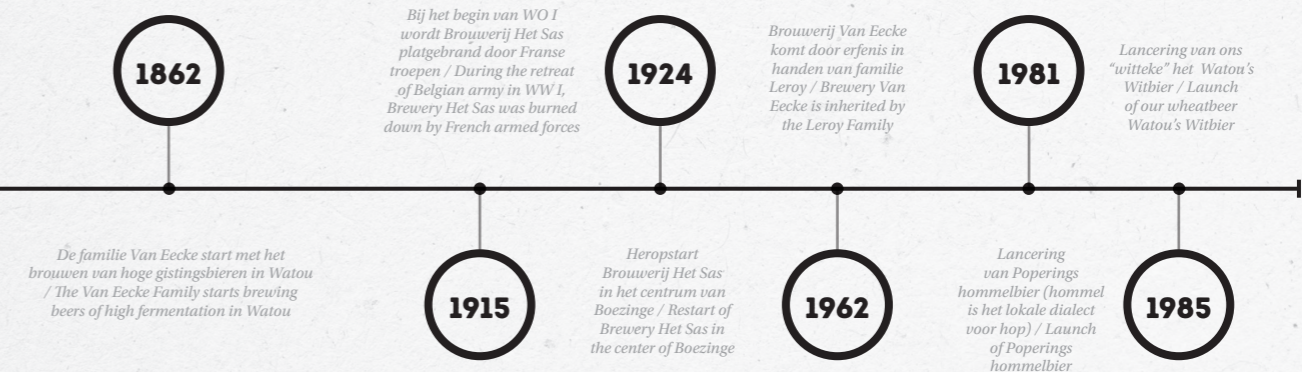 1862
De familie Van Eecke start met het
brouwen van hoge gistingsbieren in Watou
/ The Van Eecke Family starts brewing
beers of high fermentation in Watou
Bij het begin van WO I
wordt Brouwerij Het Sas
platgebrand door Franse
troepen / During the retreat
of Belgian army in WW I,
Brewery Het Sas was burned
down by French armed forces
1915
1924
Heropstart
Brouwerij Het Sas
in het centrum van
Boezinge / Restart of
Brewery Het Sas in
the center of Boezinge
Brouwerij Van Eecke
komt door erfenis in
handen van familie
Leroy / Brewery Van
Eecke is inherited by
the Leroy Family
1962
1981
Lancering
van Poperings
hommelbier (hommel
is het lokale dialect
voor hop) / Launch
of Poperings
hommelbier
Lancering van ons
“witteke” het Watou’s
Witbier / Launch
of our wheatbeer
Watou’s Witbier
1985